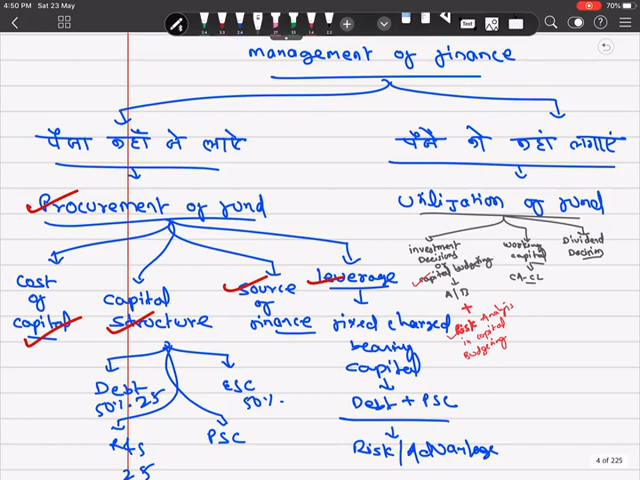 4:50 PM Sat 23 May
70%
Text
management of finance
पैसा कहाँ से लाएं
पैसे को कहां लगाएं
Procurement of fund
Utilization of fund
Cost of capital
Capital Structure
Source of finance
Leverage
investment Decisions or capital budgeting
working capital
Dividend Decision
A/B
CA-CL
+
Risk Analysis in capital Budgeting
fixed charged bearing capital
Debt
50%. 25
ESC
50%.
R&S
25
PSC
Debt + PSC
Risk/Advantage
4 of 225